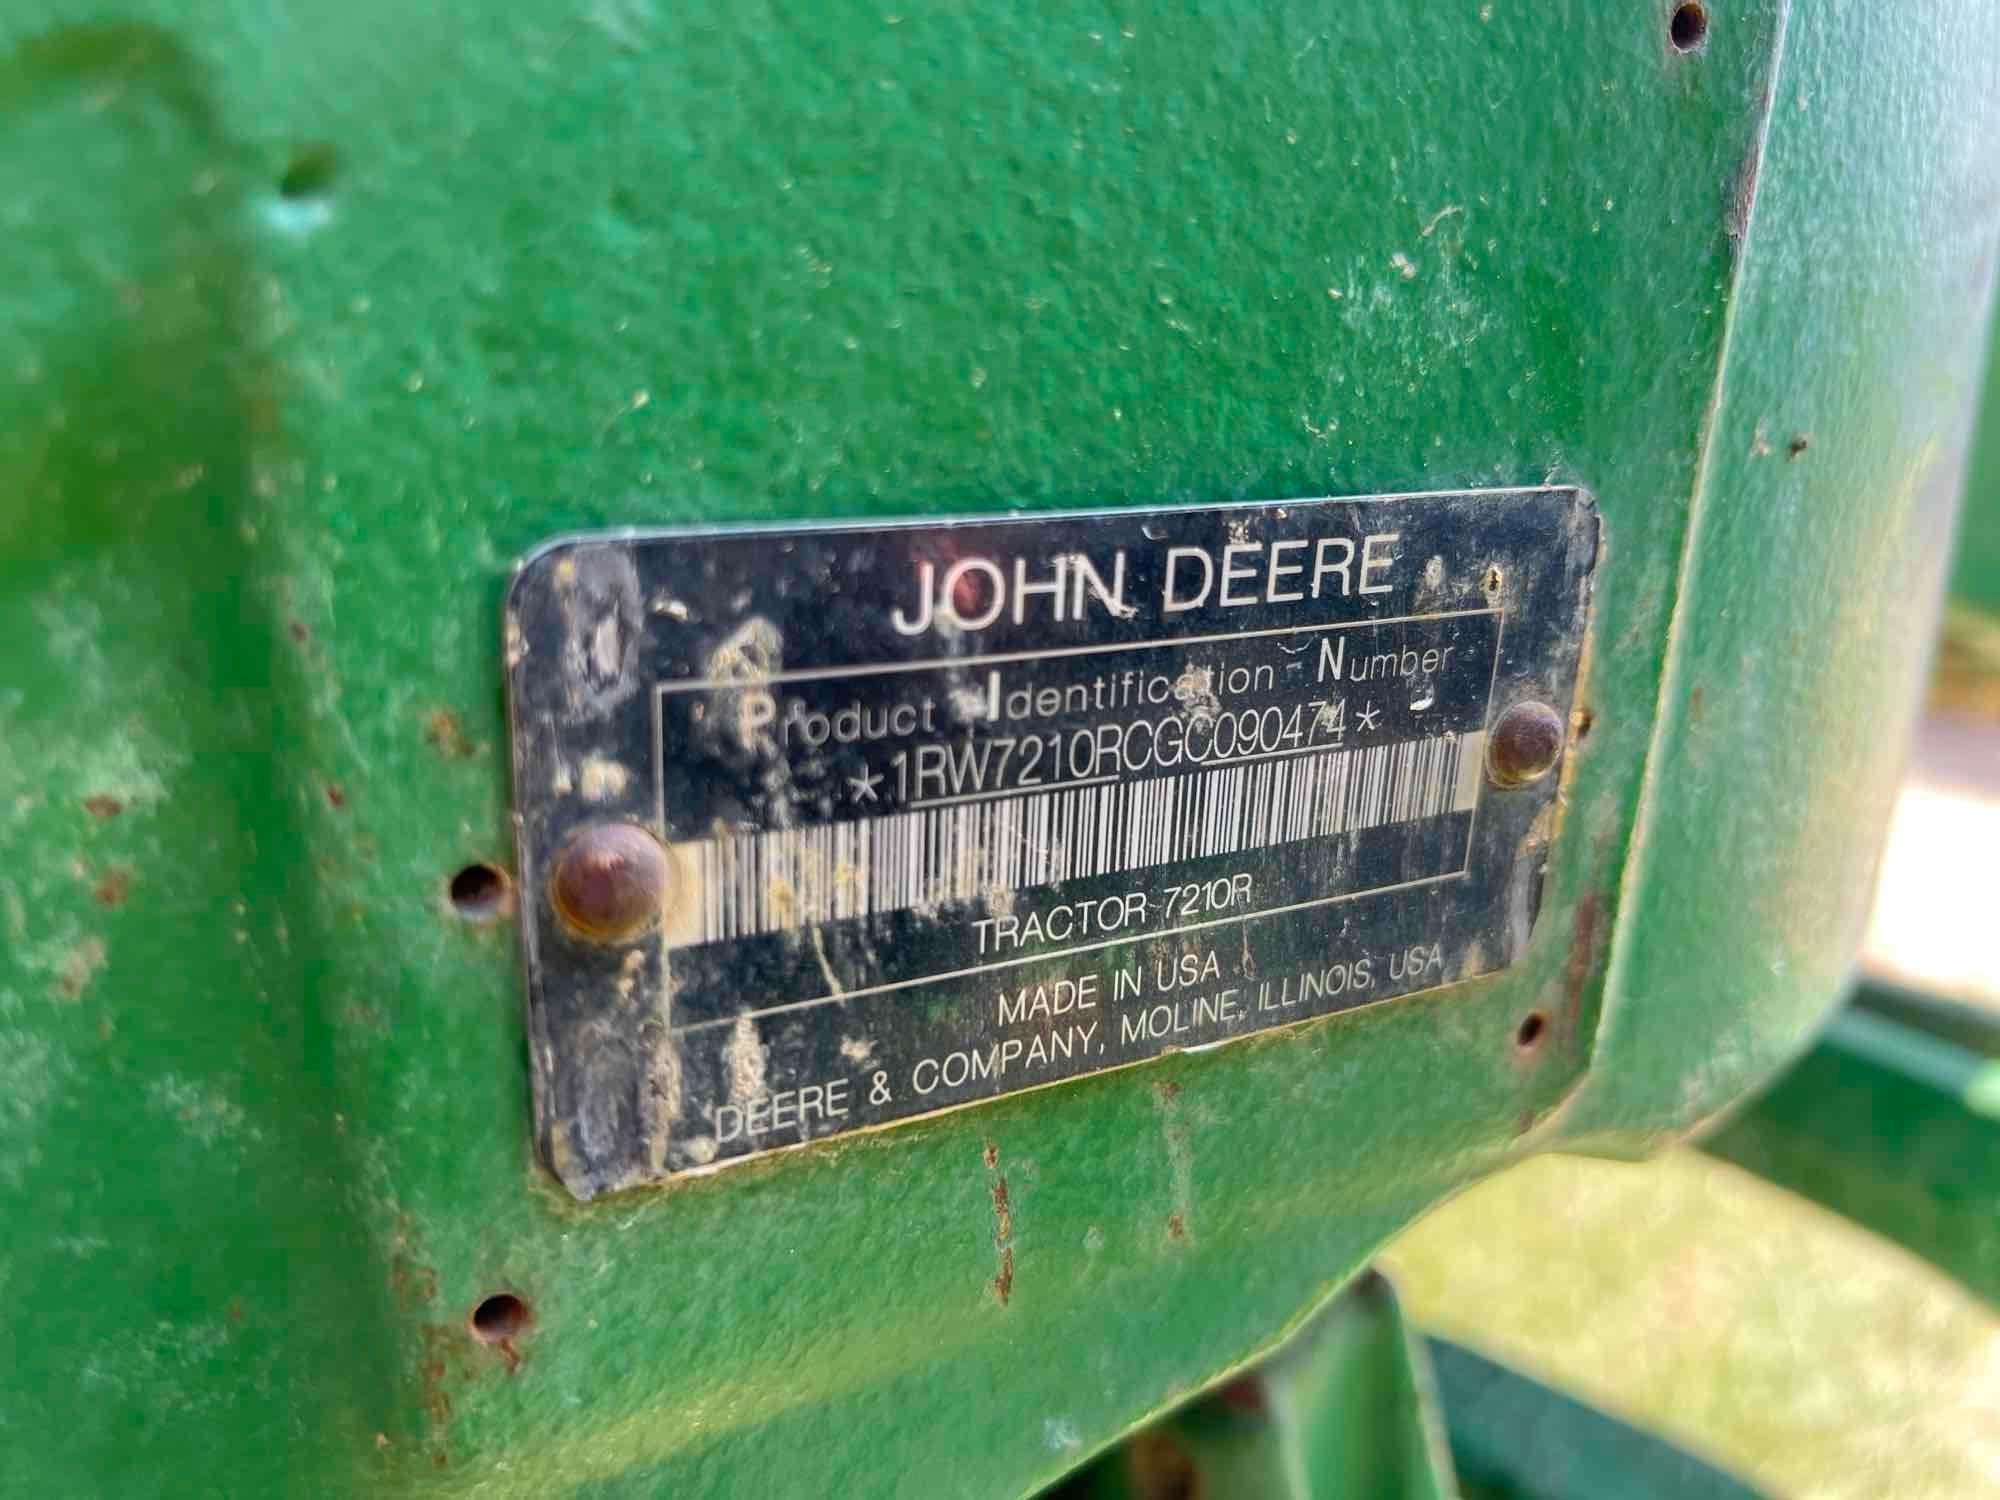 JOHN DEERE
Product Identification Number
*1RW7210RCGC090474*
TRACTOR 7210R
MADE IN USA
DEERE & COMPANY, MOLINE, ILLINOIS, USA